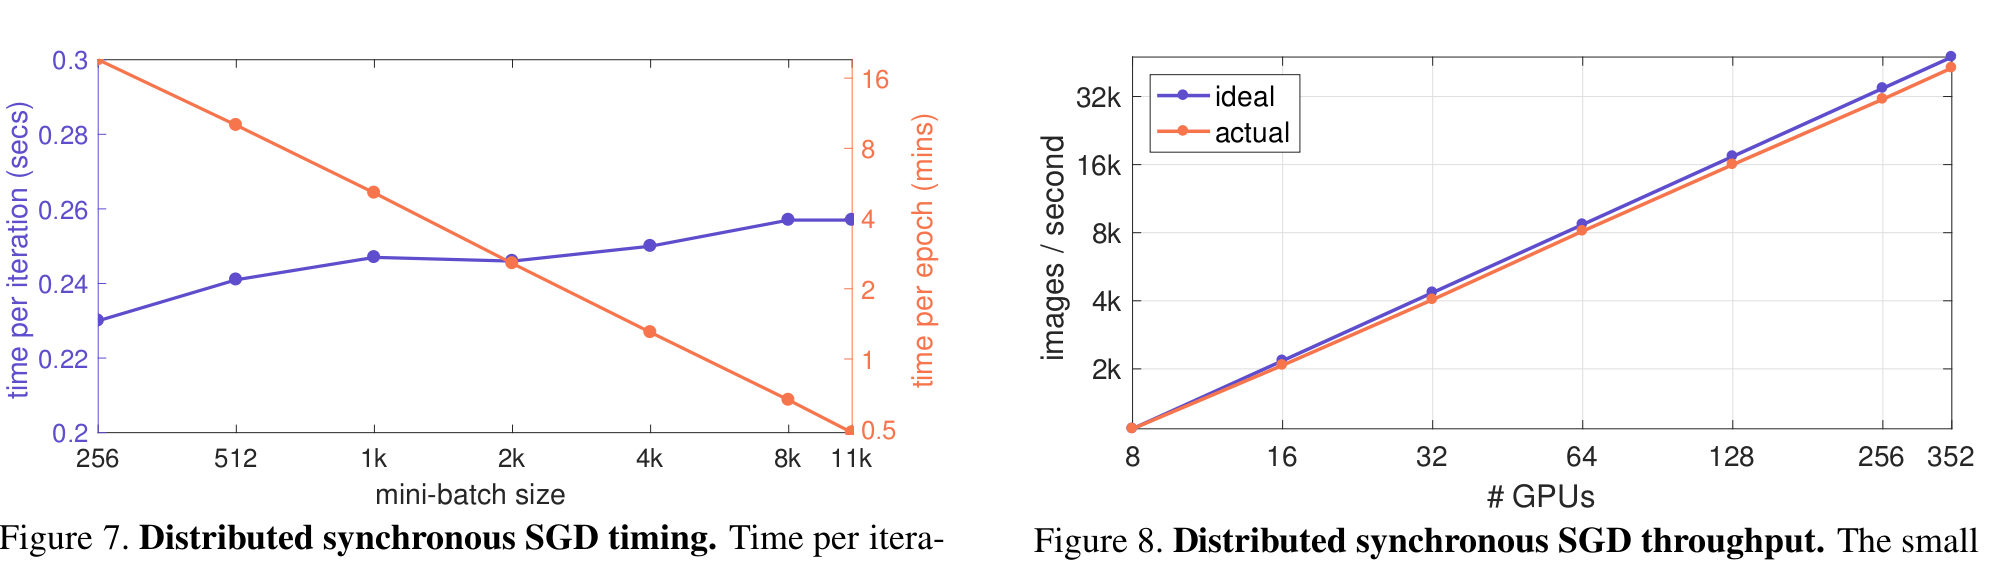 0.3
0.28
0.26
0.24
0.22
0.2
time per iteration (secs)
16
8
4
2
1
0.5
time per epoch (mins)
256 512 1k 2k 4k 8k 11k
mini-batch size
Figure 7. Distributed synchronous SGD timing. Time per itera-
ideal
actual
32k
16k
8k
4k
2k
images / second
8 16 32 64 128 256 352
# GPUs
Figure 8. Distributed synchronous SGD throughput. The small